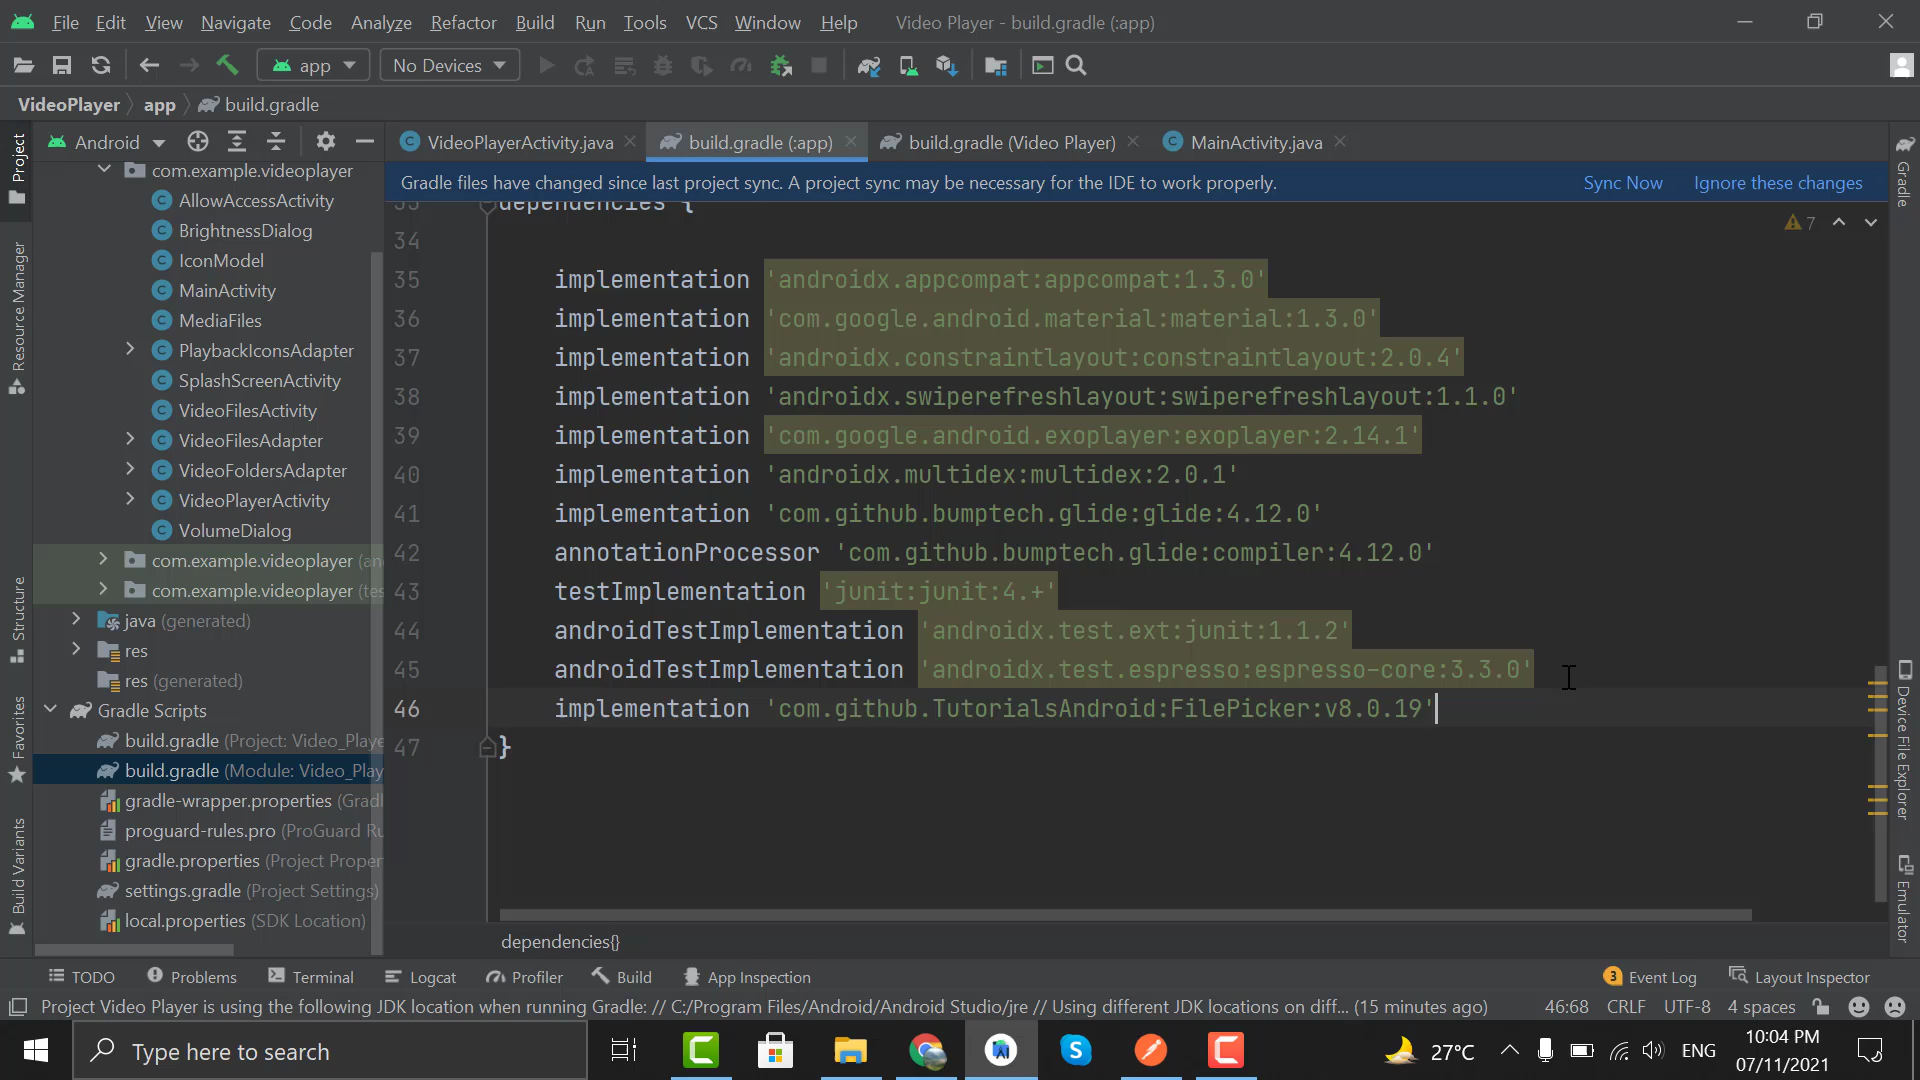 File Edit View Navigate Code Analyze Refactor Build Run Tools VCS Window Help Video Player - build.gradle (:app)
app No Devices
VideoPlayer app build.gradle
Android VideoPlayerActivity.java build.gradle (:app) build.gradle (Video Player) MainActivity.java
Gradle files have changed since last project sync. A project sync may be necessary for the IDE to work properly. Sync Now Ignore these changes
Project
Resource Manager
Structure
Favorites
Build Variants
com.example.videoplayer
AllowAccessActivity
BrightnessDialog
IconModel
MainActivity
MediaFiles
PlaybackIconsAdapter
SplashScreenActivity
VideoFilesActivity
VideoFilesAdapter
VideoFoldersAdapter
VideoPlayerActivity
VolumeDialog
com.example.videoplayer (an
com.example.videoplayer (tes
java (generated)
res
res (generated)
Gradle Scripts
build.gradle (Project: Video_Playe
build.gradle (Module: Video_Play
gradle-wrapper.properties (Grad
proguard-rules.pro (ProGuard Ru
gradle.properties (Project Proper
settings.gradle (Project Settings)
local.properties (SDK Location)
33 dependencies {
34
35 implementation 'androidx.appcompat:appcompat:1.3.0'
36 implementation 'com.google.android.material:material:1.3.0'
37 implementation 'androidx.constraintlayout:constraintlayout:2.0.4'
38 implementation 'androidx.swiperefreshlayout:swiperefreshlayout:1.1.0'
39 implementation 'com.google.android.exoplayer:exoplayer:2.14.1'
40 implementation 'androidx.multidex:multidex:2.0.1'
41 implementation 'com.github.bumptech.glide:glide:4.12.0'
42 annotationProcessor 'com.github.bumptech.glide:compiler:4.12.0'
43 testImplementation 'junit:junit:4.+'
44 androidTestImplementation 'androidx.test.ext:junit:1.1.2'
45 androidTestImplementation 'androidx.test.espresso:espresso-core:3.3.0'
46 implementation 'com.github.TutorialsAndroid:FilePicker:v8.0.19'
47 }
7
Gradle
Device File Explorer
Emulator
dependencies{}
TODO Problems Terminal Logcat Profiler Build App Inspection 3 Event Log Layout Inspector
Project Video Player is using the following JDK location when running Gradle: // C:/Program Files/Android/Android Studio/jre // Using different JDK locations on diff... (15 minutes ago) 46:68 CRLF UTF-8 4 spaces
Type here to search 27°C ENG 10:04 PM
07/11/2021